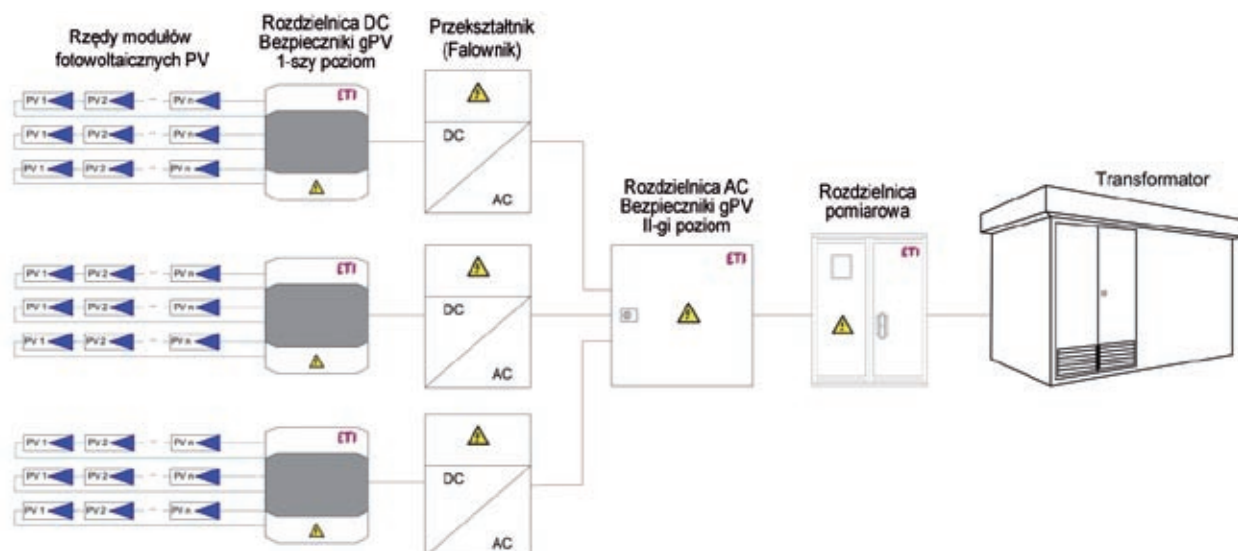 Rzędy modułów
fotowoltaicznych PV
Rozdzielnica DC
Bezpieczniki gPV
1-szy poziom
Przekształtnik
(Falownik)
PV 1 PV 2 PV n
PV 1 PV 2 PV n
PV 1 PV 2 PV n
ETI
DC
AC
Rozdzielnica AC
Bezpieczniki gPV
II-gi poziom
Rozdzielnica
pomiarowa
Transformator
PV 1 PV 2 PV n
PV 1 PV 2 PV n
PV 1 PV 2 PV n
ETI
DC
AC
ETI
ETI
PV 1 PV 2 PV n
PV 1 PV 2 PV n
PV 1 PV 2 PV n
ETI
DC
AC